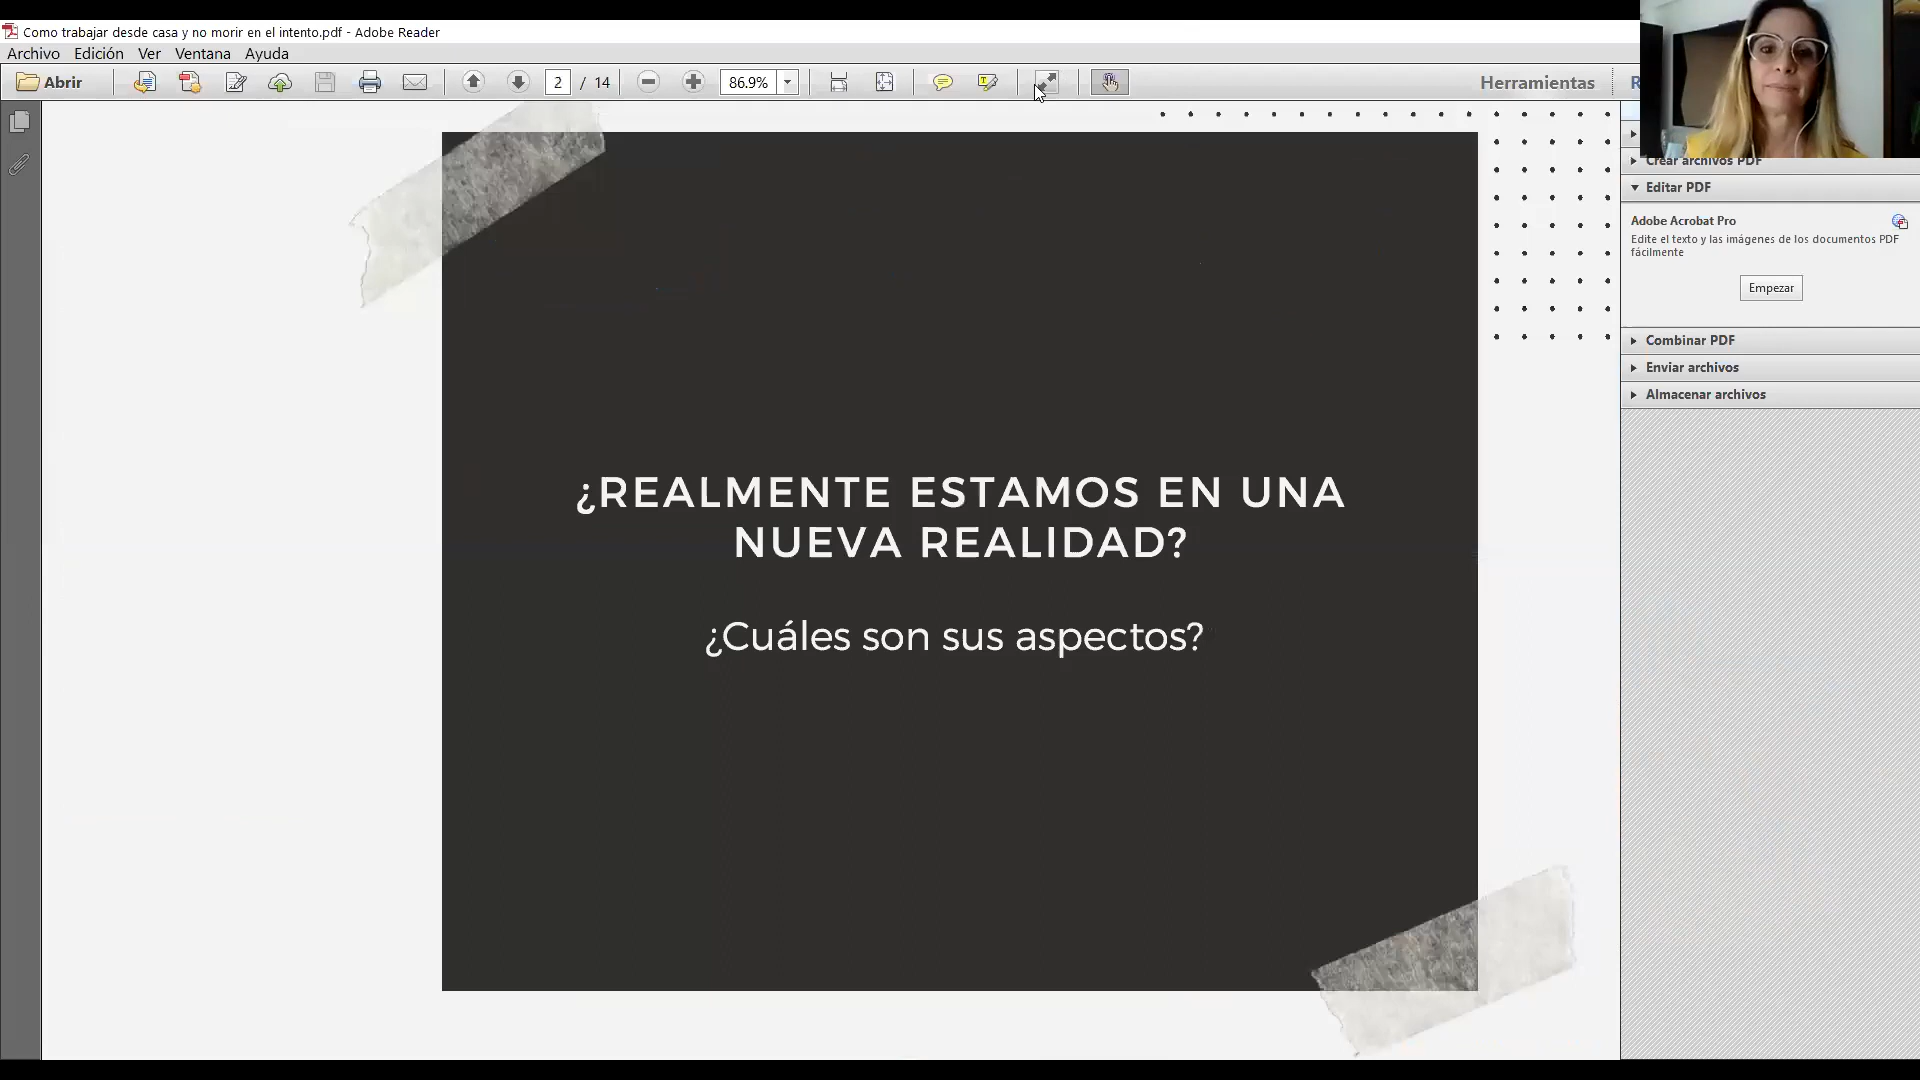 Como trabajar desde casa y no morir en el intento.pdf - Adobe Reader
Archivo Edición Ver Ventana Ayuda
Abrir 2 / 14 86.9% Herramientas
Crear archivos PDF
Editar PDF
Adobe Acrobat Pro
Edite el texto y las imágenes de los documentos PDF
fácilmente
Empezar
Combinar PDF
Enviar archivos
Almacenar archivos
¿REALMENTE ESTAMOS EN UNA
NUEVA REALIDAD?
¿Cuáles son sus aspectos?